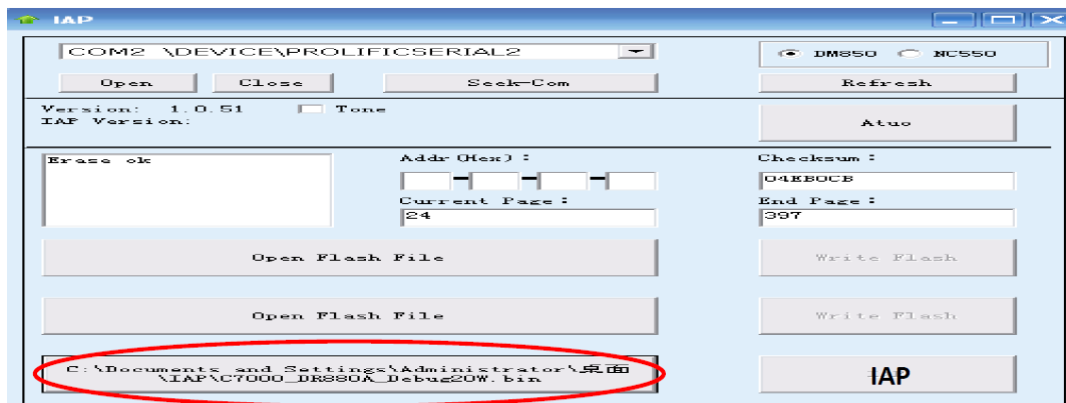 IAP
COM2 \DEVICE\PROLIFICSERIAL2
DM850 NC550
Open Close Seek-Com Refresh
Version: 1.0.51 Tone
IAP Version:
Atuo
Erase ok
Addr(Hex): Checksum:
04EB0CB
Current Page: End Page:
24 397
Open Flash File Write Flash
Open Flash File Write Flash
C:\Documents and Settings\Administrator\桌面
\IAP\C7000_DR880A_Debug20W.bin
IAP